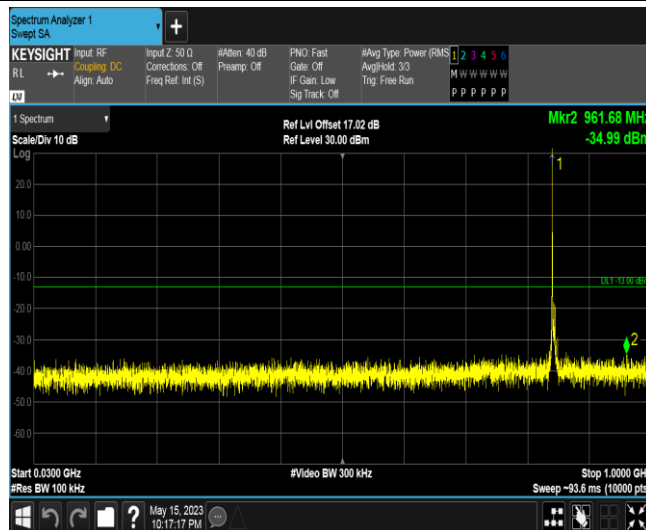 Spectrum Analyzer 1
Swept SA
+
KEYSIGHT
RL
LXI
Input: RF
Coupling: DC
Align: Auto
Input Z: 50 Ω
Corrections: Off
Freq Ref: Int (S)
#Atten: 40 dB
Preamp: Off
PNO: Fast
Gate: Off
IF Gain: Low
Sig Track: Off
#Avg Type: Power (RMS
Avg|Hold: 3/3
Trig: Free Run
1 2 3 4 5 6
M W W W W W
P P P P P P
1 Spectrum
Scale/Div 10 dB
Log
Ref Lvl Offset 17.02 dB
Ref Level 30.00 dBm
Mkr2 961.68 MHz
-34.99 dBm
1
20.0
10.0
0.00
-10.0
DL1 -13.00 dBm
-20.0
-30.0
2
-40.0
-50.0
-60.0
Start 0.0300 GHz
#Res BW 100 kHz
#Video BW 300 kHz
Stop 1.0000 GH
Sweep ~93.6 ms (10000 pts
?
May 15, 2023
10:17:17 PM